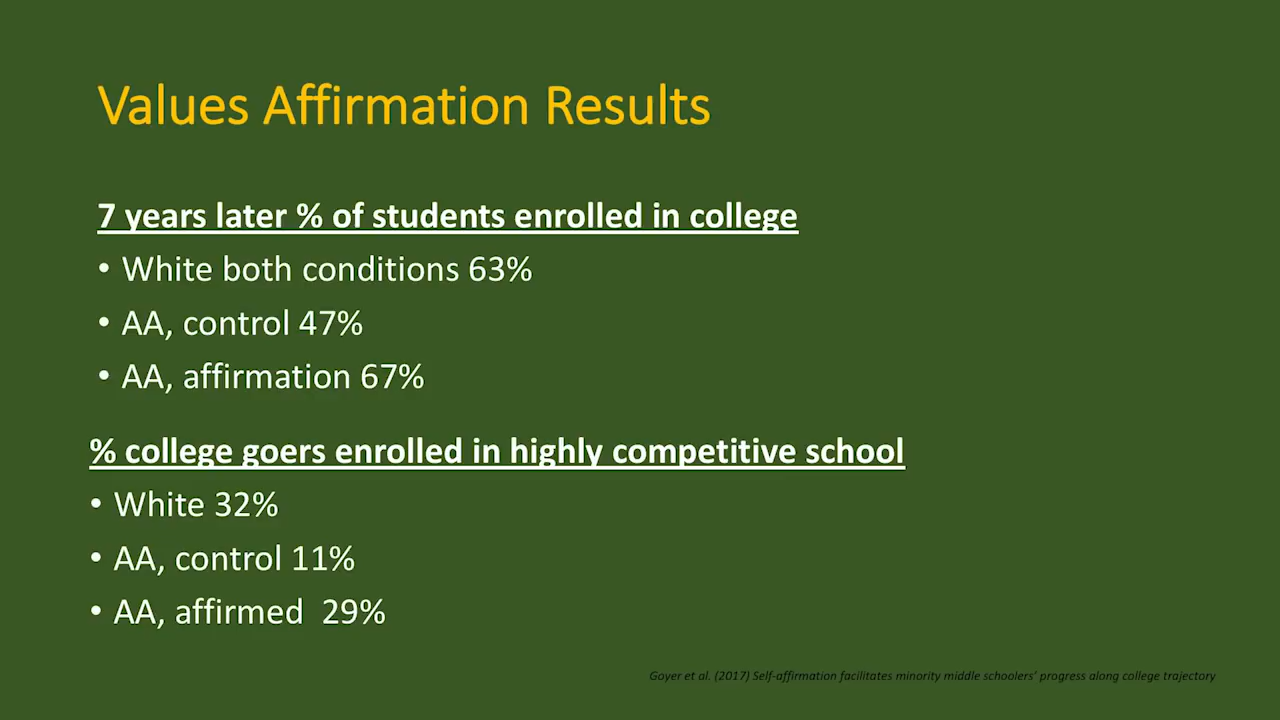 Values Affirmation Results
7 years later % of students enrolled in college
• White both conditions 63%
• AA, control 47%
• AA, affirmation 67%
% college goers enrolled in highly competitive school
• White 32%
• AA, control 11%
• AA, affirmed  29%
Goyer et al. (2017) Self-affirmation facilitates minority middle schoolers' progress along college trajectory